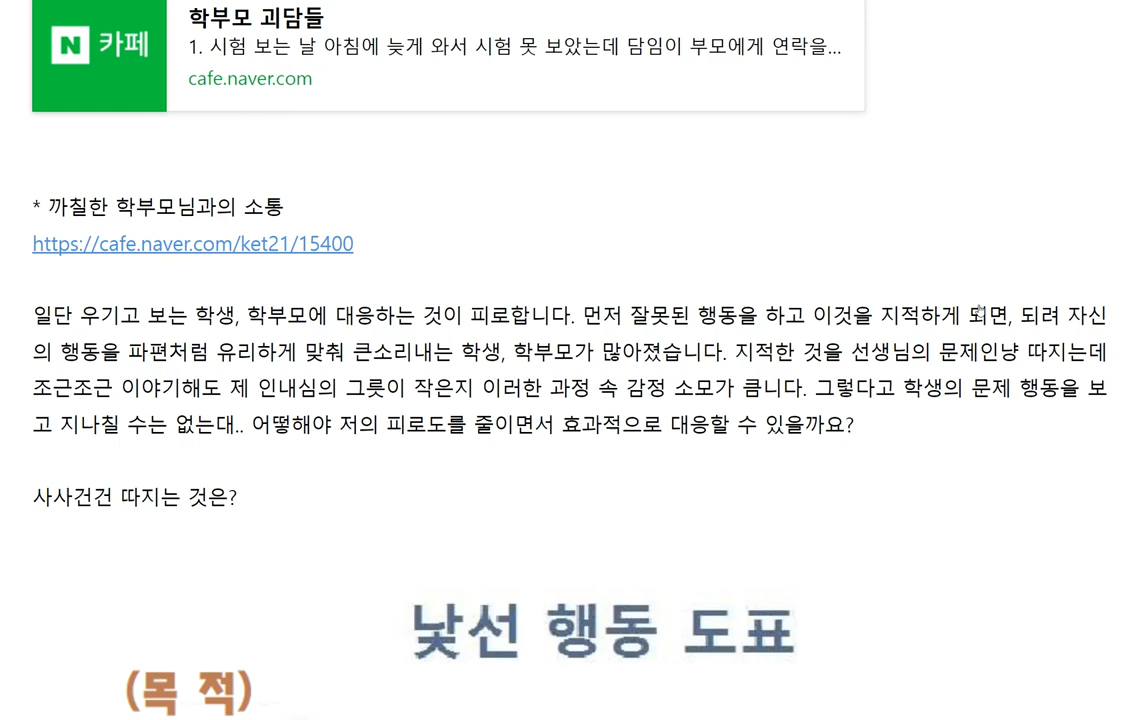 학부모 괴담들
N 카페
1. 시험 보는 날 아침에 늦게 와서 시험 못 보았는데 담임이 부모에게 연락을...
cafe.naver.com
* 까칠한 학부모님과의 소통
https://cafe.naver.com/ket21/15400
일단 우기고 보는 학생, 학부모에 대응하는 것이 피로합니다. 먼저 잘못된 행동을 하고 이것을 지적하게 되면, 되려 자신
의 행동을 파편처럼 유리하게 맞춰 큰소리내는 학생, 학부모가 많아졌습니다. 지적한 것을 선생님의 문제인냥 따지는데
조근조근 이야기해도 제 인내심의 그릇이 작은지 이러한 과정 속 감정 소모가 큽니다. 그렇다고 학생의 문제 행동을 보
고 지나칠 수는 없는대.. 어떻해야 저의 피로도를 줄이면서 효과적으로 대응할 수 있을까요?
사사건건 따지는 것은?
낯선 행동 도표
(목 적)